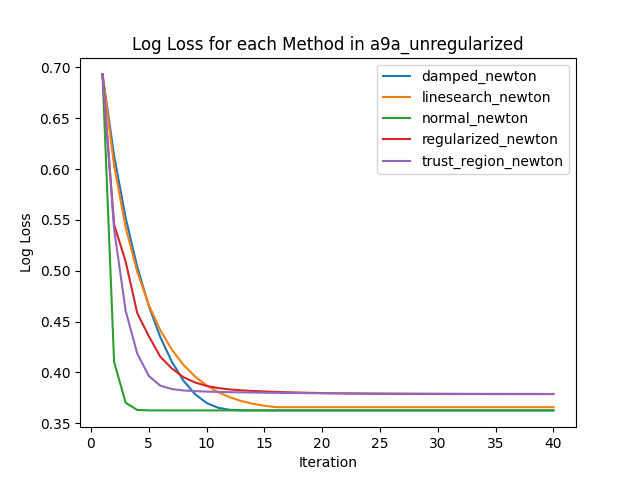 Log Loss for each Method in a9a_unregularized
damped_newton
linesearch_newton
normal_newton
regularized_newton
trust_region_newton
Log Loss
0.70
0.65
0.60
0.55
0.50
0.45
0.40
0.35
0 5 10 15 20 25 30 35 40
Iteration